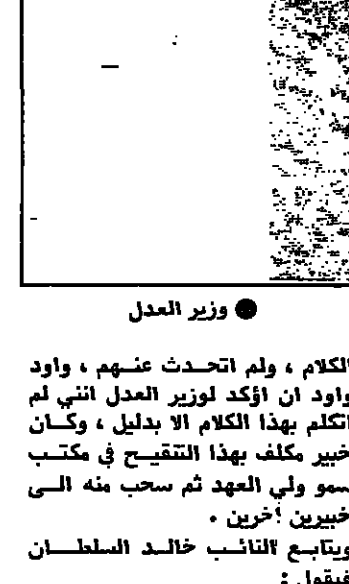 ● وزير العدل
الكلام ، ولم اتحدث عنهم ، واود
واود ان اؤكد لوزير العدل انني لم
اتكلم بهذا الكلام الا بدليل ، وكان
خبير مكلف بهذا التنقيح في مكتب
سمو ولي العهد ثم سحب منه الى
خبيرين آخرين .
ويتابع النائب خالد السلطان
فيقول :